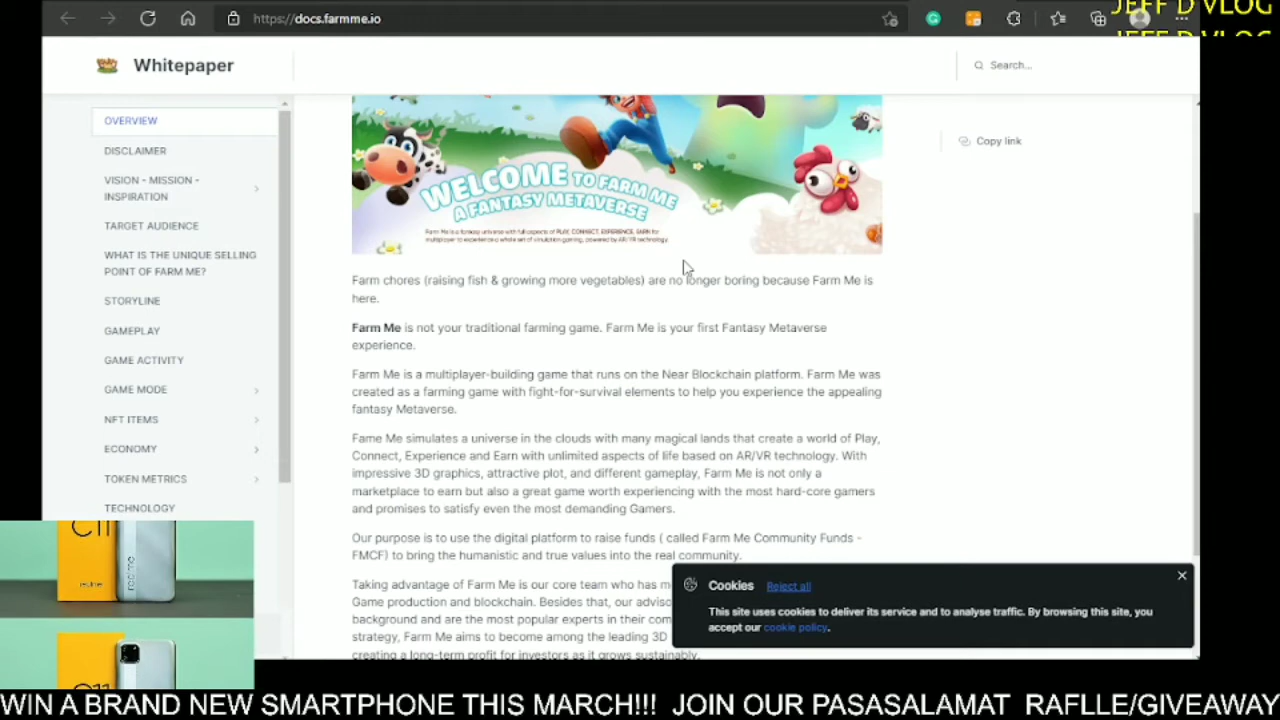 JEFF D VLOG
https://docs.farmme.io
JEFF D VLOG
Whitepaper
Search...
OVERVIEW
DISCLAIMER
VISION - MISSION -
INSPIRATION
TARGET AUDIENCE
WHAT IS THE UNIQUE SELLING
POINT OF FARM ME?
STORYLINE
GAMEPLAY
GAME ACTIVITY
GAME MODE
NFT ITEMS
ECONOMY
TOKEN METRICS
TECHNOLOGY
WELCOME TO FARM ME
A FANTASY METAVERSE
Farm Me is a fantasy universe with full aspects of PLAY, CONNECT, EXPERIENCE, EARN for
multiplayer to experience a whole set of simulation gaming, powered by AR/VR technology.
Copy link
Farm chores (raising fish & growing more vegetables) are no longer boring because Farm Me is
here.
Farm Me is not your traditional farming game. Farm Me is your first Fantasy Metaverse
experience.
Farm Me is a multiplayer-building game that runs on the Near Blockchain platform. Farm Me was
created as a farming game with fight-for-survival elements to help you experience the appealing
fantasy Metaverse.
Fame Me simulates a universe in the clouds with many magical lands that create a world of Play,
Connect, Experience and Earn with unlimited aspects of life based on AR/VR technology. With
impressive 3D graphics, attractive plot, and different gameplay, Farm Me is not only a
marketplace to earn but also a great game worth experiencing with the most hard-core gamers
and promises to satisfy even the most demanding Gamers.
Our purpose is to use the digital platform to raise funds ( called Farm Me Community Funds -
FMCF) to bring the humanistic and true values into the real community.
Taking advantage of Farm Me is our core team who has m
Game production and blockchain. Besides that, our adviso
background and are the most popular experts in their com
strategy, Farm Me aims to become among the leading 3D
creating a long-term profit for investors as it grows sustainably.
Cookies Reject all
This site uses cookies to deliver its service and to analyse traffic. By browsing this site, you
accept our cookie policy.
C11
realme
realme
C11
WIN A BRAND NEW SMARTPHONE THIS MARCH!!! JOIN OUR PASASALAMAT RAFLLE/GIVEAWAY